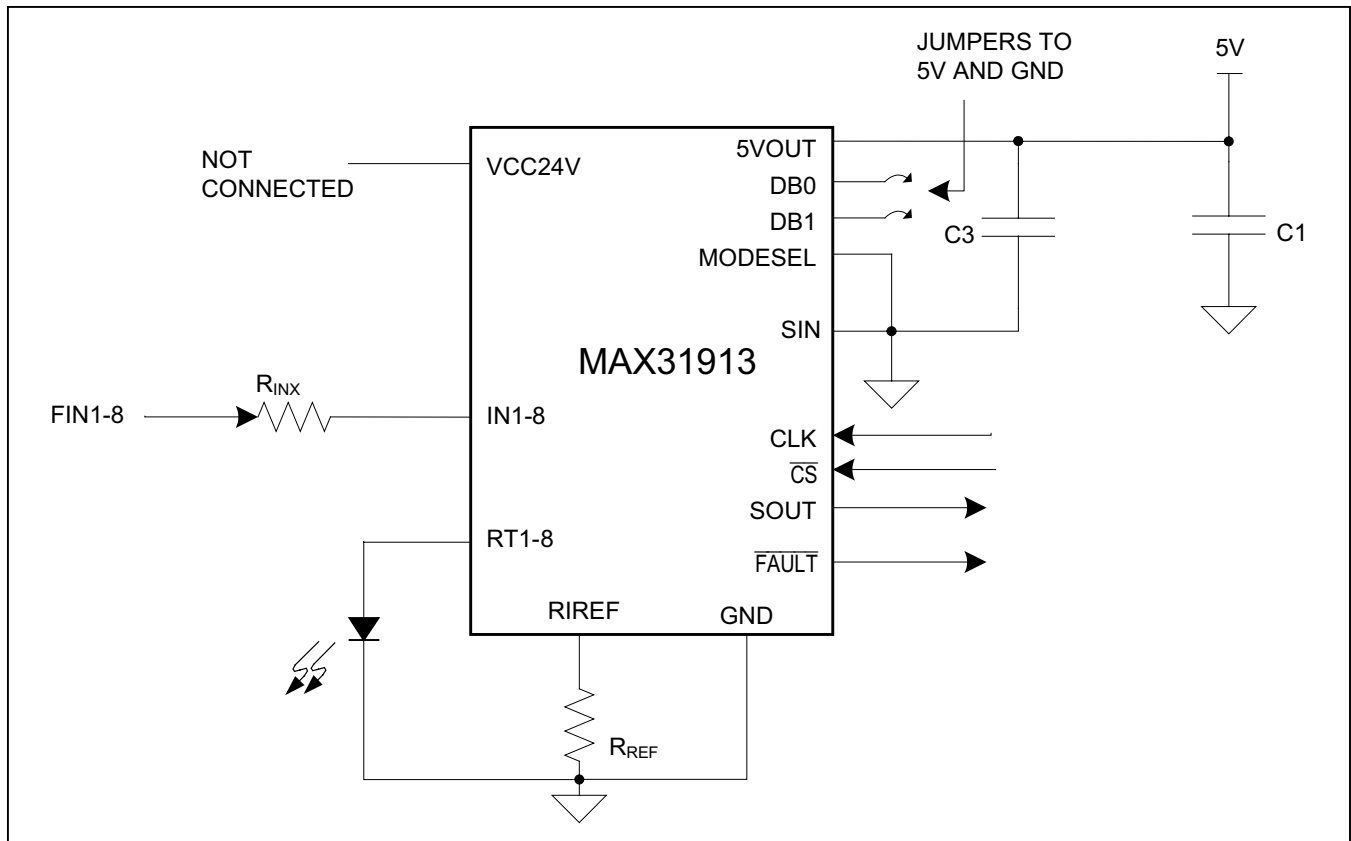 JUMPERS TO
5V AND GND
5V
NOT
CONNECTED
VCC24V
5VOUT
DB0
DB1
MODESEL
C3
C1
SIN
MAX31913
RINX
FIN1-8
IN1-8
CLK
CS
SOUT
RT1-8
FAULT
RIREF
GND
RREF